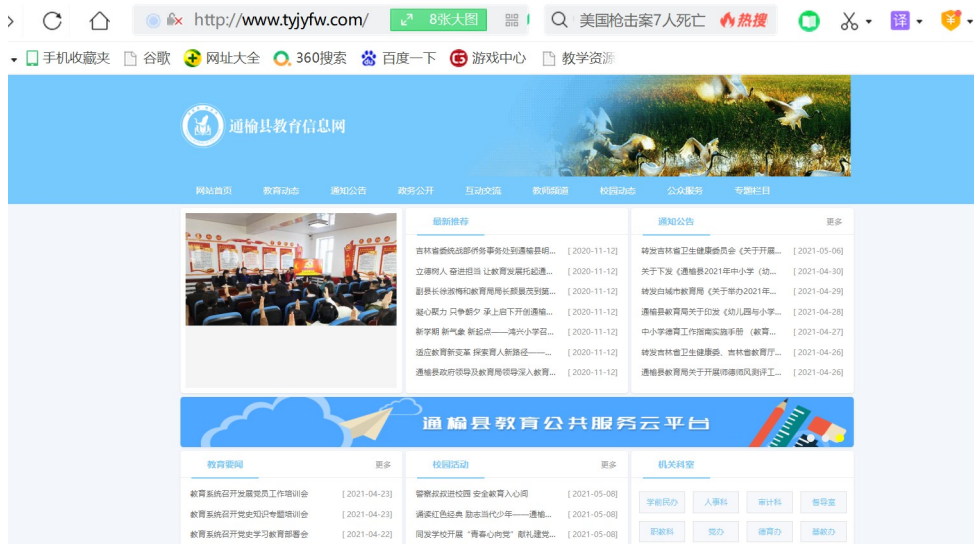 http://www.tyjyfw.com/ 8张大图 美国枪击案7人死亡 热搜 译
手机收藏夹 谷歌 网址大全 360搜索 百度一下 游戏中心 教学资源
通榆县教育信息网
网站首页 教育动态 通知公告 政务公开 互动交流 教师频道 校园动态 公众服务 专题栏目
最新推荐
吉林省委统战部侨务事务处到通榆县明... [ 2020-11-12]
立德树人 奋进担当 让教育发展托起通... [ 2020-11-12]
副县长徐淑梅和教育局局长颜景茂到第... [ 2020-11-12]
凝心聚力 只争朝夕 承上启下开创通榆... [ 2020-11-12]
新学期 新气象 新起点——鸿兴小学召... [ 2020-11-12]
适应教育新变革 探索育人新路径——... [ 2020-11-12]
通榆县政府领导及教育局领导深入教育... [ 2020-11-12]
通知公告 更多
转发吉林省卫生健康委员会《关于开展... [ 2021-05-06]
关于下发《通榆县2021年中小学（幼... [ 2021-04-30]
转发白城市教育局《关于举办2021年... [ 2021-04-29]
通榆县教育局关于印发《幼儿园与小学... [ 2021-04-28]
中小学德育工作指南实施手册 （教育... [ 2021-04-27]
转发吉林省卫生健康委、吉林省教育厅... [ 2021-04-26]
通榆县教育局关于开展师德师风测评工... [ 2021-04-26]
通榆县教育公共服务云平台
教育要闻 更多
教育系统召开发展党员工作培训会 [ 2021-04-23]
教育系统召开党史知识专题培训会 [ 2021-04-23]
教育系统召开党史学习教育部署会 [ 2021-04-22]
校园活动 更多
警察叔叔进校园 安全教育入心间 [ 2021-05-08]
诵读红色经典 励志当代少年——通榆... [ 2021-05-08]
同发学校开展“青春心向党”献礼建党... [ 2021-05-08]
机关科室
学前民办 人事科 审计科 督导室
职教科 党办 德育办 基教办